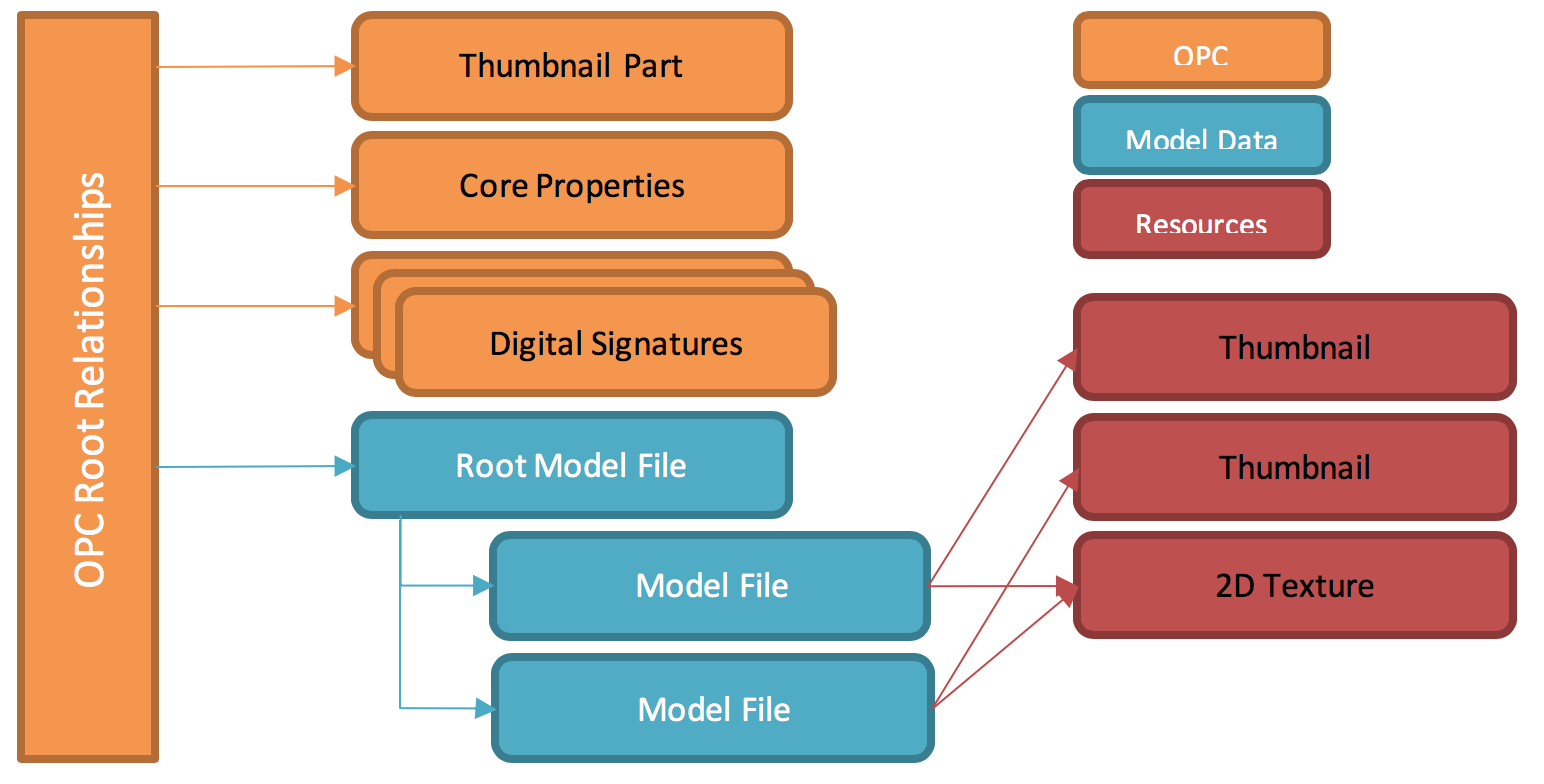 OPC Root Relationships
Thumbnail Part
Core Properties
Digital Signatures
Root Model File
Model File
Model File
OPC
Model Data
Resources
Thumbnail
Thumbnail
2D Texture